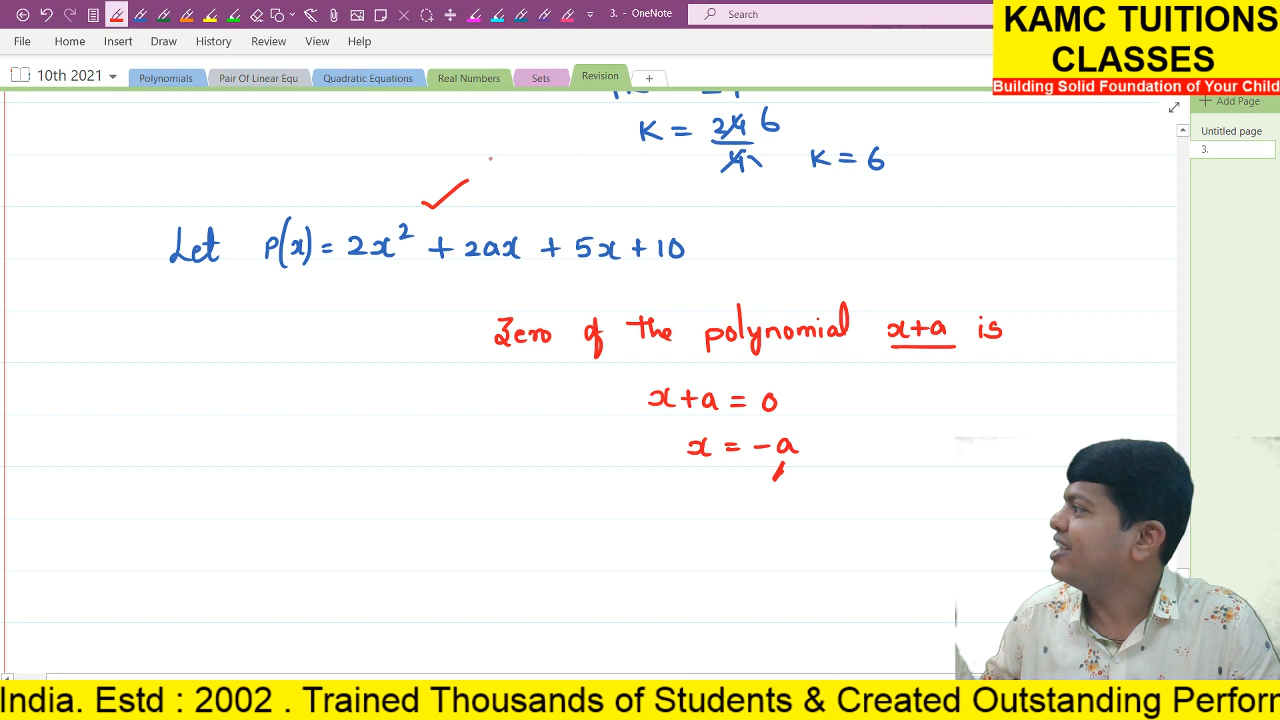 3. - OneNote
Search
KAMC TUITIONS
CLASSES
Building Solid Foundation of Your Child
File Home Insert Draw History Review View Help
10th 2021
Polynomials Pair Of Linear Equ Quadratic Equations Real Numbers Sets Revision +
Add Page
Untitled page
3.
K = 24 6
4 1 K = 6
Let p(x) = 2x² + 2ax + 5x + 10
Zero of the polynomial x+a is
x+a = 0
x = -a
India. Estd : 2002 . Trained Thousands of Students & Created Outstanding Perfor